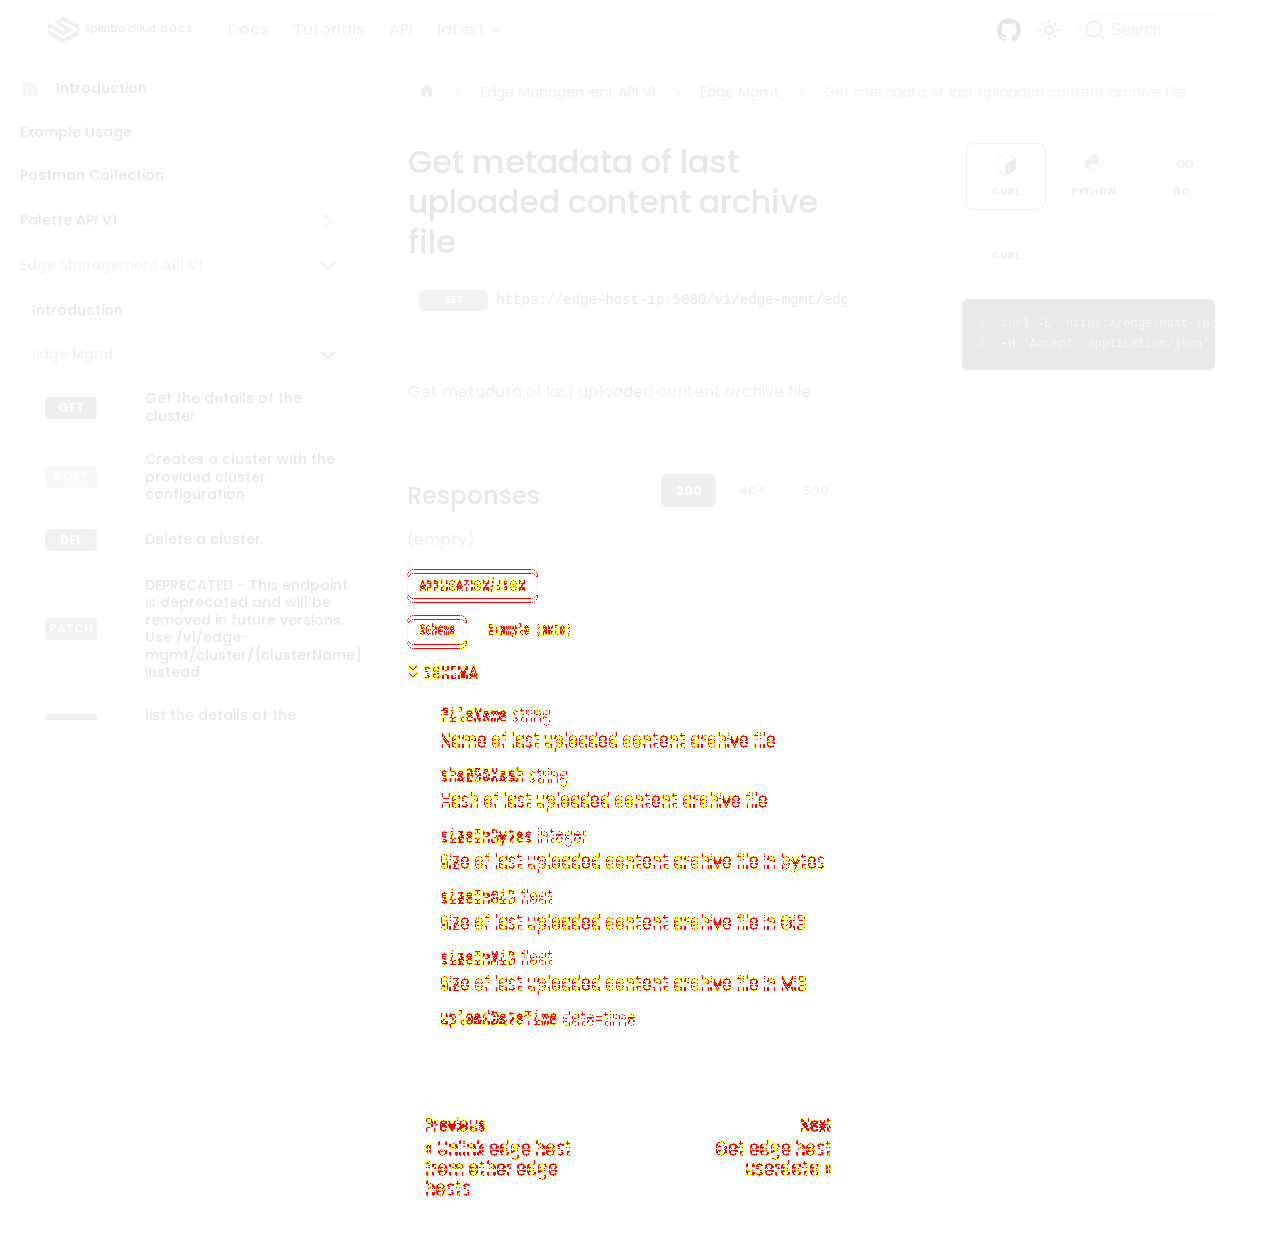 spectro cloud DOCS
Docs Tutorials API latest
Search
Introduction
Example Usage
Postman Collection
Palette API V1
Edge Management API V1
Introduction
Edge Mgmt
GET Get the details of the cluster.
POST Creates a cluster with the provided cluster configuration
DEL Delete a cluster
PATCH DEPRECATED - This endpoint is deprecated and will be removed in future versions. Use /v1/edge-mgmt/cluster/{clusterName} instead
list the details of the
Edge Management API V1 › Edge Mgmt › Get metadata of last uploaded content archive file
Get metadata of last
uploaded content archive
file
GET https://edge-host-ip:5080/v1/edge-mgmt/edg
Get metadata of last uploaded content archive file
Responses
200 404 500
(empty)
APPLICATION/JSON
Schema Example (auto)
SCHEMA
fileName string
Name of last uploaded content archive file
sha256Hash string
Hash of last uploaded content archive file
sizeInBytes integer
Size of last uploaded content archive file in bytes
sizeInGiB float
Size of last uploaded content archive file in GiB
sizeInMiB float
Size of last uploaded content archive file in MiB
uploadDateTime date-time
Previous
« Unlink edge host
from other edge
hosts
Next
Get edge host
userdata »
CURL PYTHON GO
CURL
1 curl -L 'https://edge-host-ip:
2 -H 'Accept: application/json'